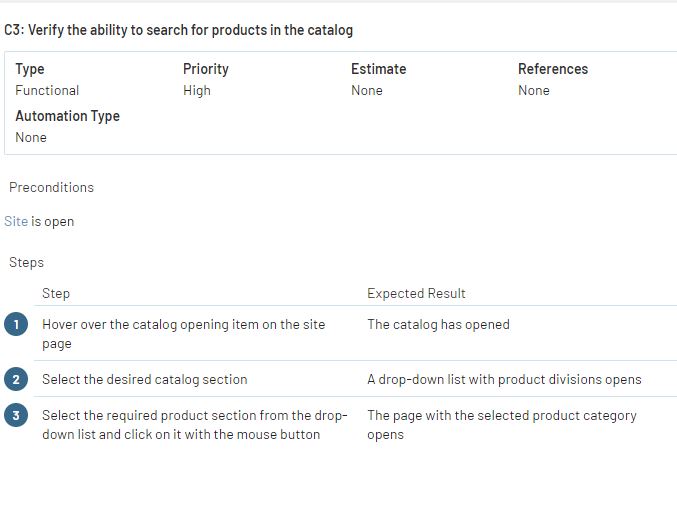 C3: Verify the ability to search for products in the catalog
Type Priority Estimate References
Functional High None None
Automation Type
None
Preconditions
Site is open
Steps
Step Expected Result
1 Hover over the catalog opening item on the site The catalog has opened
page
2 Select the desired catalog section A drop-down list with product divisions opens
3 Select the required product section from the drop- The page with the selected product category
down list and click on it with the mouse button opens